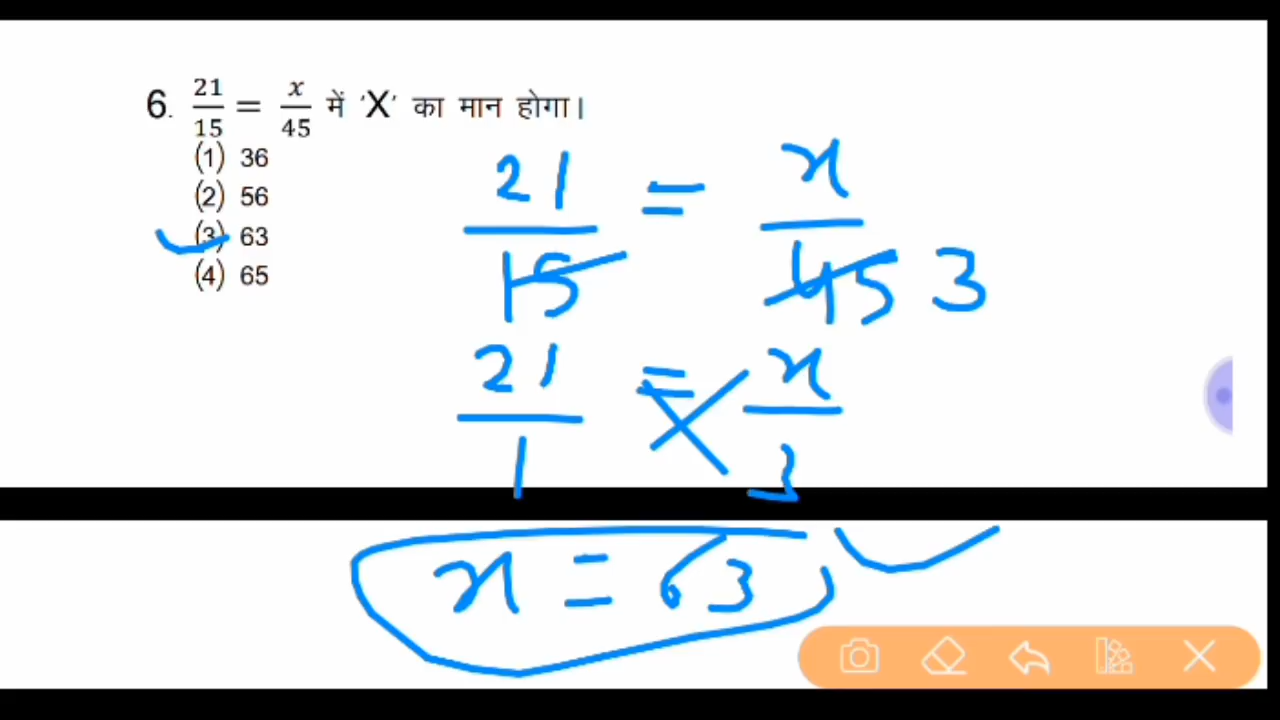 6. 21/15 = x/45 में 'X' का मान होगा।
(1) 36
(2) 56
(3) 63
(4) 65
21/15 = x/45 3
21/1 = x/3
x = 63